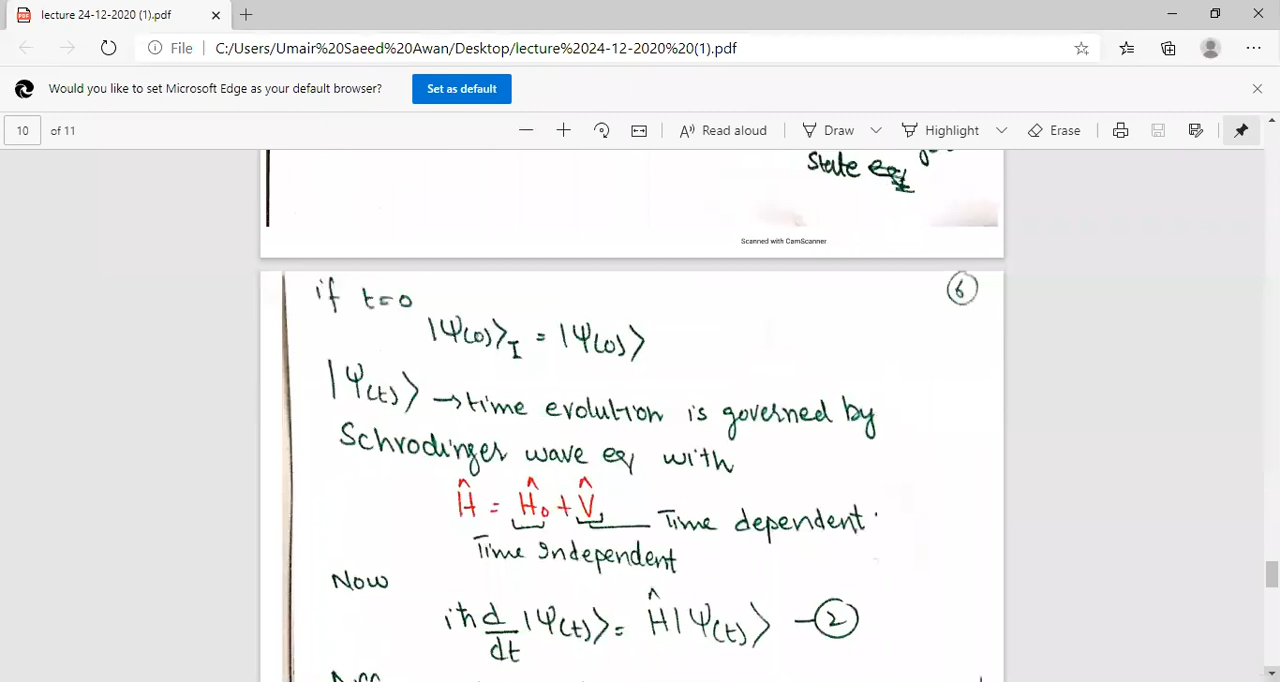 lecture 24-12-2020 (1).pdf
File
C:/Users/Umair%20Saeed%20Awan/Desktop/lecture%2024-12-2020%20(1).pdf
Would you like to set Microsoft Edge as your default browser?
Set as default
10 of 11
Read aloud
Draw
Highlight
Erase
State eq
Scanned with CamScanner
if t=0
6
|Ψ(0)⟩_I = |Ψ(0)⟩
|Ψ(t)⟩ → time evolution is governed by
Schrodinger wave eq with
Ĥ = Ĥ₀ + V̂
Time dependent.
Time Independent
Now
iħ d/dt |Ψ(t)⟩ = Ĥ|Ψ(t)⟩ —②